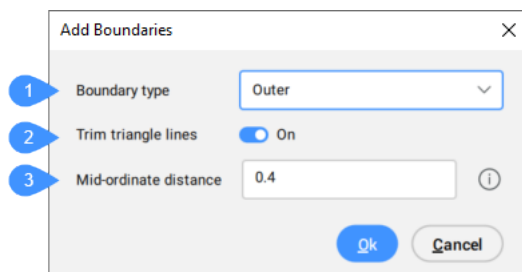 Add Boundaries
1 Boundary type Outer
2 Trim triangle lines On
3 Mid-ordinate distance 0.4
Ok Cancel